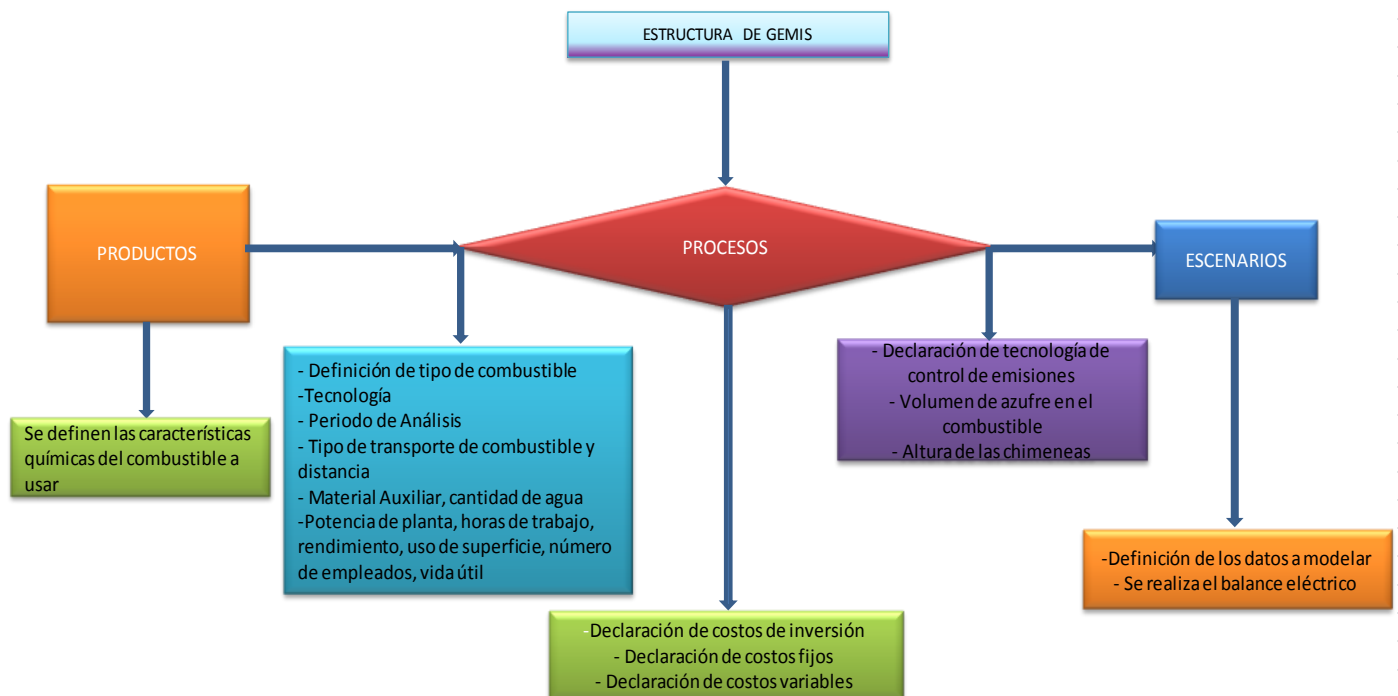 ESTRUCTURA DE GEMIS
PRODUCTOS
PROCESOS
ESCENARIOS
Se definen las características
químicas del combustible a
usar
- Definición de tipo de combustible
-Tecnología
- Periodo de Análisis
- Tipo de transporte de combustible y
distancia
- Material Auxiliar, cantidad de agua
-Potencia de planta, horas de trabajo,
rendimiento, uso de superficie, número
de empleados, vida útil
- Declaración de tecnología de
control de emisiones
- Volumen de azufre en el
combustible
- Altura de las chimeneas
-Definición de los datos a modelar
- Se realiza el balance eléctrico
-Declaración de costos de inversión
- Declaración de costos fijos
- Declaración de costos variables